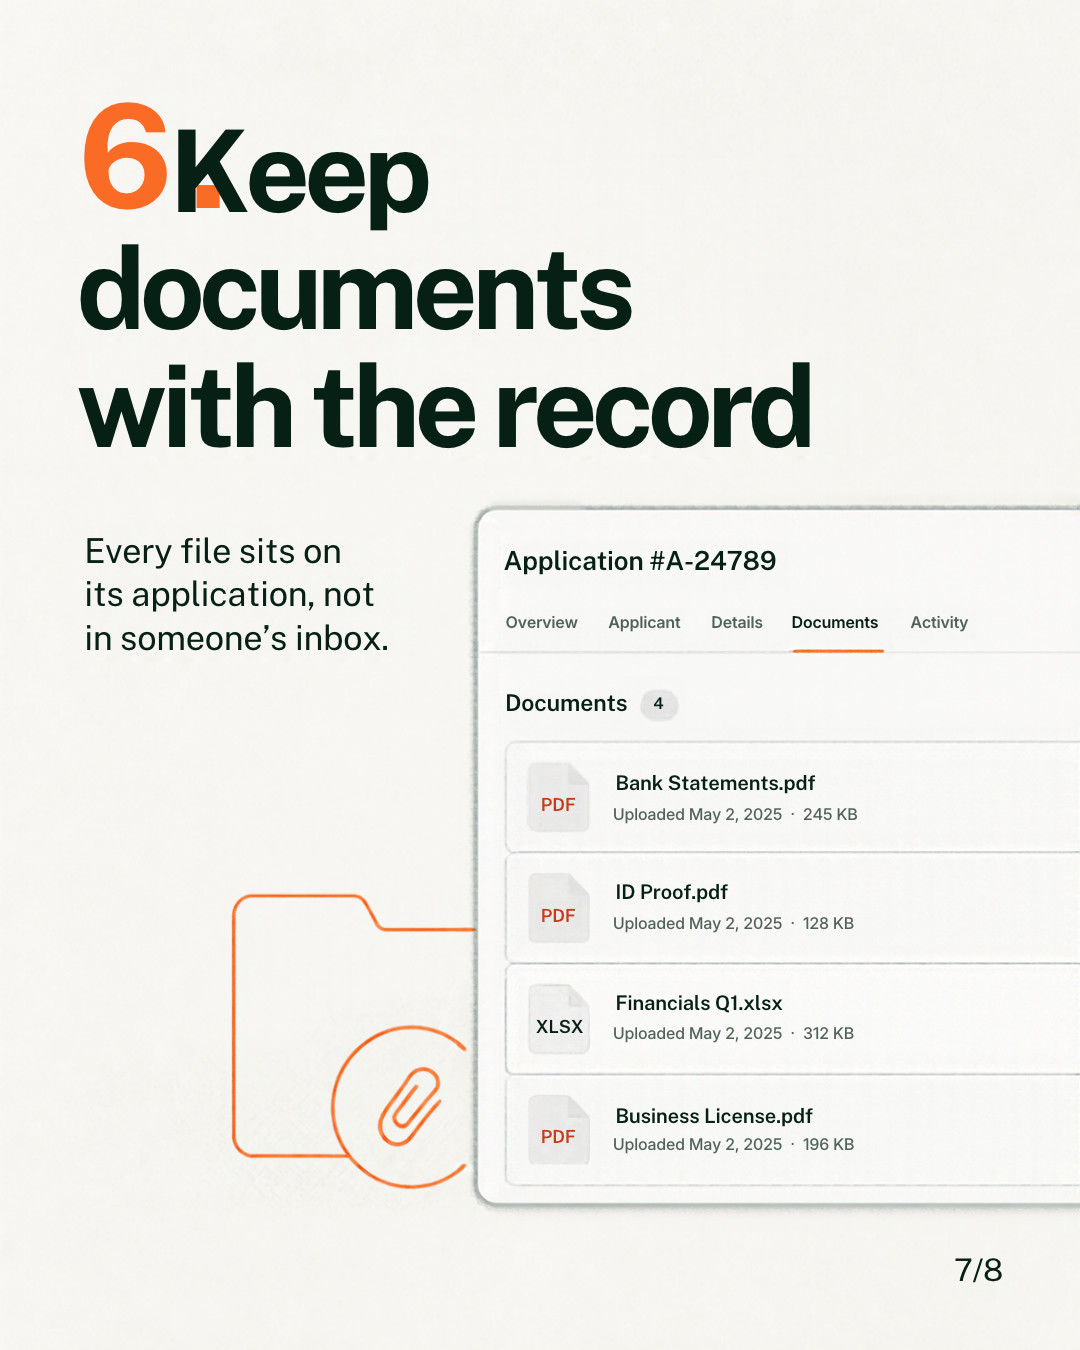 6. Keep
documents
with the record
Every file sits on
its application, not
in someone’s inbox.
Application #A-24789
Overview Applicant Details Documents Activity
Documents 4
PDF
Bank Statements.pdf
Uploaded May 2, 2025 · 245 KB
PDF
ID Proof.pdf
Uploaded May 2, 2025 · 128 KB
XLSX
Financials Q1.xlsx
Uploaded May 2, 2025 · 312 KB
PDF
Business License.pdf
Uploaded May 2, 2025 · 196 KB
7/8